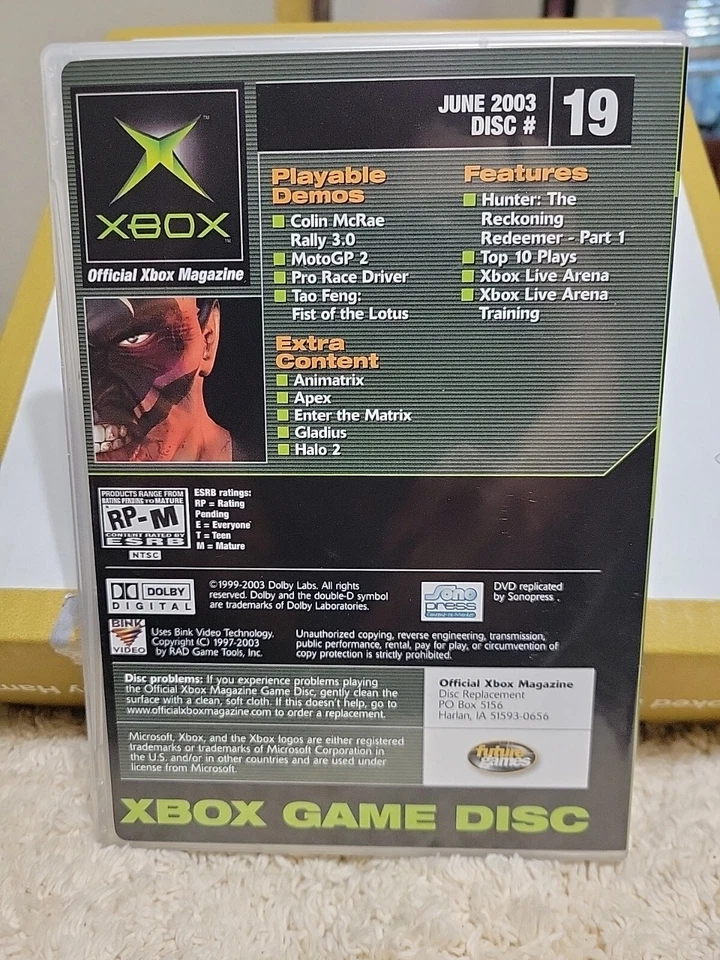 XBOX
™
Official Xbox Magazine
JUNE 2003
DISC # 19
Playable
Demos
Colin McRae
Rally 3.0
MotoGP 2
Pro Race Driver
Tao Feng:
Fist of the Lotus
Extra
Content
Animatrix
Apex
Enter the Matrix
Gladius
Halo 2
Features
Hunter: The
Reckoning
Redeemer - Part 1
Top 10 Plays
Xbox Live Arena
Xbox Live Arena
Training
PRODUCTS RANGE FROM
RATING PENDING TO MATURE
RP-M
CONTENT RATED BY
ESRB
NTSC
ESRB ratings:
RP = Rating
Pending
E = Everyone
T = Teen
M = Mature
DOLBY
DIGITAL
©1999-2003 Dolby Labs. All rights
reserved. Dolby and the double-D symbol
are trademarks of Dolby Laboratories.
sono
press
DVD replicated
by Sonopress .
BINK
VIDEO
Uses Bink Video Technology.
Copyright (C) 1997-2003
by RAD Game Tools, Inc.
Unauthorized copying, reverse engineering, transmission,
public performance, rental, pay for play, or circumvention of
copy protection is strictly prohibited.
Disc problems: If you experience problems playing
the Official Xbox Magazine Game Disc, gently clean the
surface with a clean, soft cloth. If this doesn't help, go to
www.officialxboxmagazine.com to order a replacement.
Official Xbox Magazine
Disc Replacement
PO Box 5156
Harlan, IA 51593-0656
Microsoft, Xbox, and the Xbox logos are either registered
trademarks or trademarks of Microsoft Corporation in
the U.S. and/or in other countries and are used under
license from Microsoft.
future
games
XBOX GAME DISC